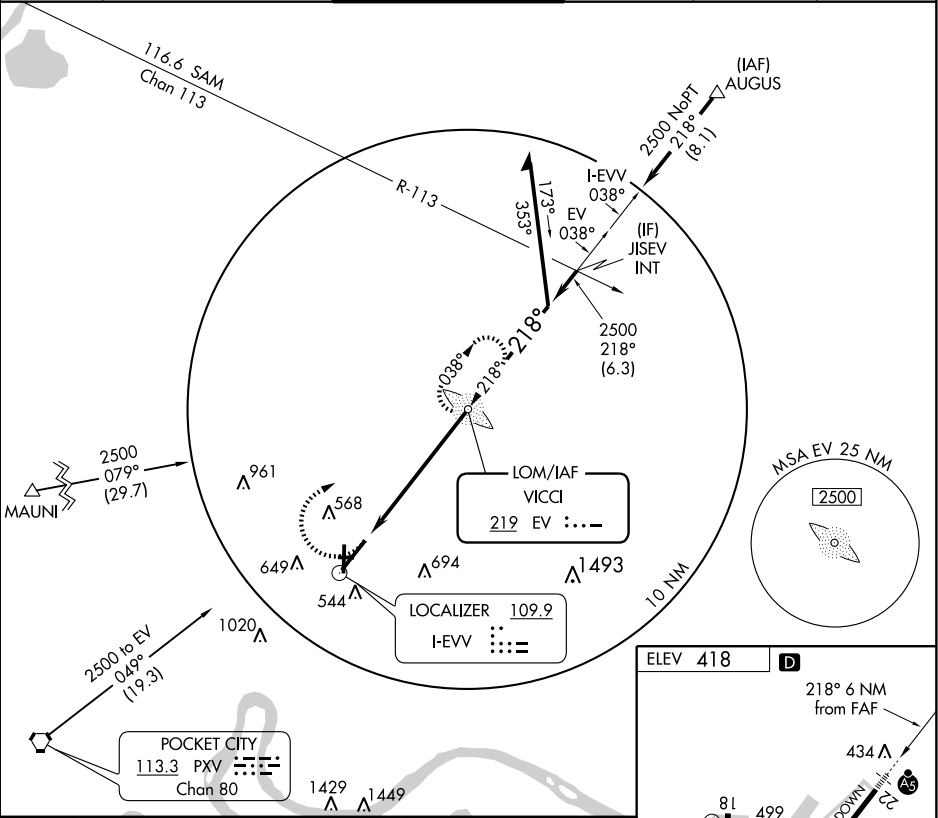 116.6 SAM
Chan 113
R-113
(IAF)
AUGUS
2500 NoPT
218°
(8.1)
I-EVV
038°
EV
038°
(IF)
JISEV
INT
173°
353°
2500
218°
(6.3)
218°
038°
218°
LOM/IAF
VICCI
219 EV
2500
079°
(29.7)
MAUNI
961
568
649
694
1493
544
LOCALIZER 109.9
I-EVV
10 NM
MSA EV 25 NM
2500
1020
2500 to EV
049°
(19.3)
POCKET CITY
113.3 PXV
Chan 80
1429
1449
ELEV 418
D
218° 6 NM
from FAF
434
A5
22
DOWN
18
499